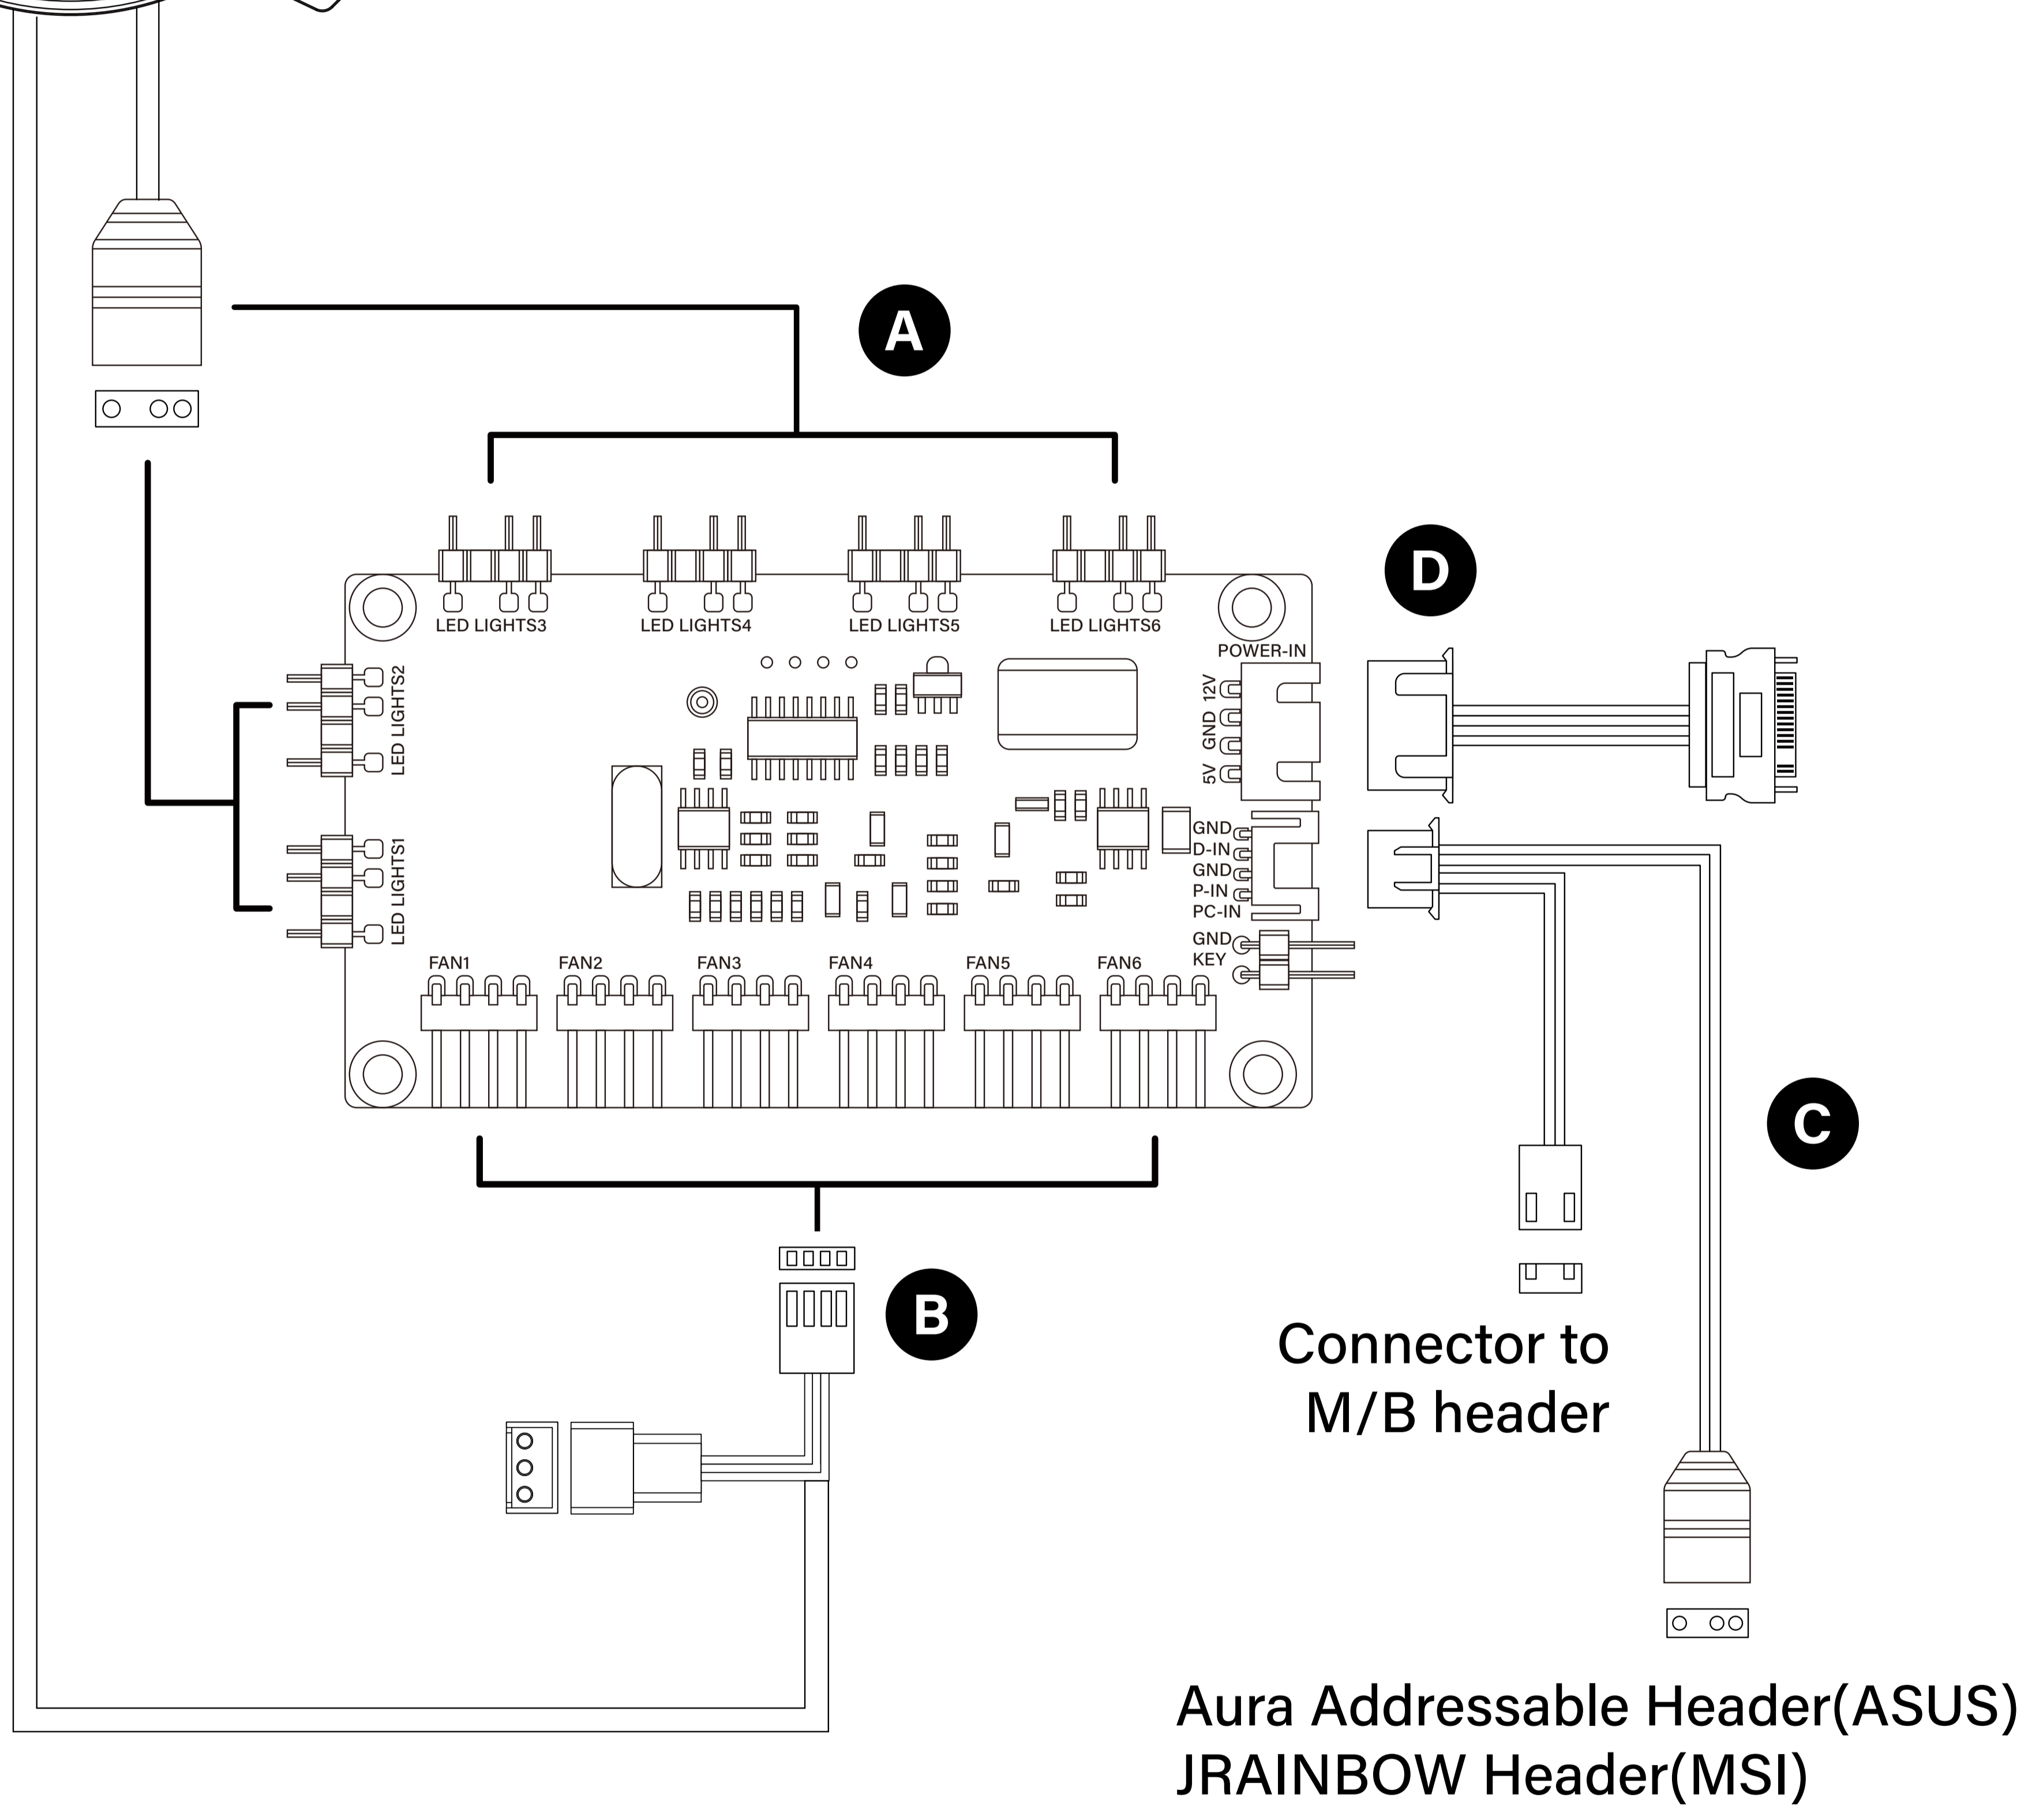 A
D
LED LIGHTS3
LED LIGHTS4
LED LIGHTS5
LED LIGHTS6
POWER-IN
12V
GND
5V
LED LIGHTS2
LED LIGHTS1
GND
D-IN
GND
P-IN
PC-IN
GND
KEY
FAN1
FAN2
FAN3
FAN4
FAN5
FAN6
C
B
Connector to
M/B header
Aura Addressable Header(ASUS)
JRAINBOW Header(MSI)